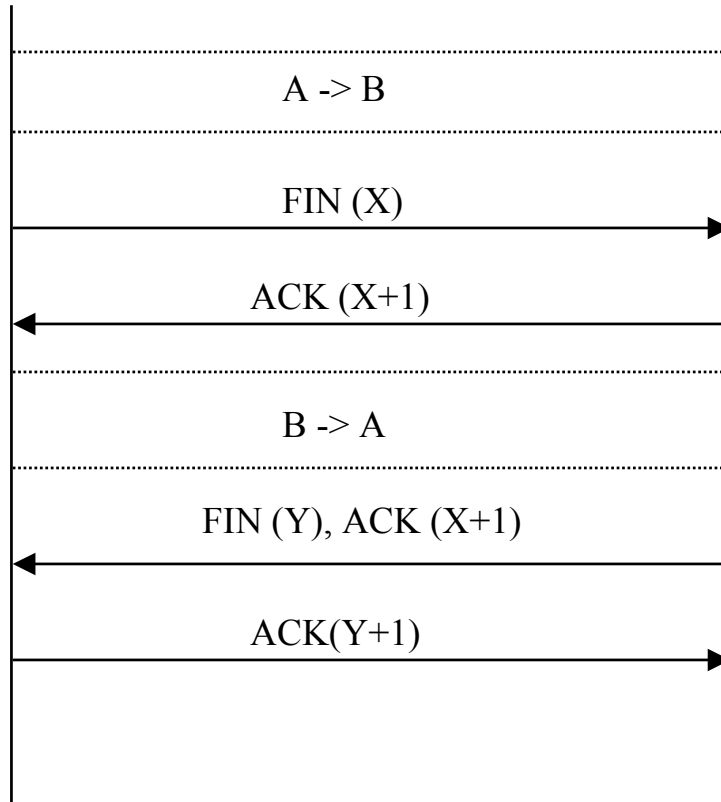 A -> B
FIN (X)
ACK (X+1)
B -> A
FIN (Y), ACK (X+1)
ACK(Y+1)